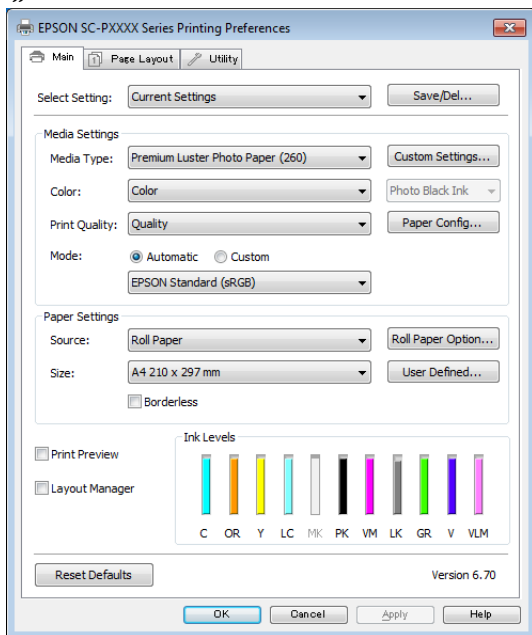 EPSON SC-PXXXX Series Printing Preferences
Main Page Layout Utility
Select Setting: Current Settings Save/Del...
Media Settings
Media Type: Premium Luster Photo Paper (260) Custom Settings...
Color: Color Photo Black Ink
Print Quality: Quality Paper Config...
Mode: Automatic Custom
EPSON Standard (sRGB)
Paper Settings
Source: Roll Paper Roll Paper Option...
Size: A4 210 x 297 mm User Defined...
Borderless
Ink Levels
Print Preview
Layout Manager
C OR Y LC MK PK VM LK GR V VLM
Reset Defaults Version 6.70
OK Cancel Apply Help